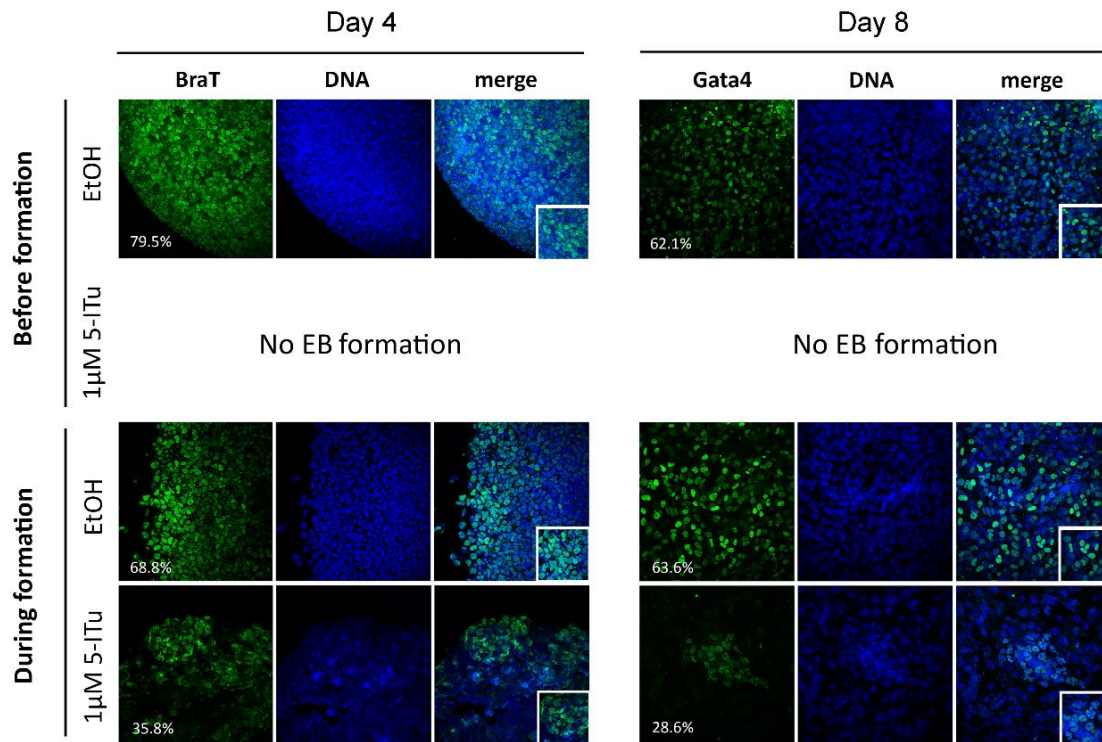 Day 4
Day 8
BraT DNA merge
Gata4 DNA merge
Before formation
EtOH
79.5%
62.1%
1µM 5-ITu
No EB formation
No EB formation
During formation
EtOH
68.8%
63.6%
1µM 5-ITu
35.8%
28.6%